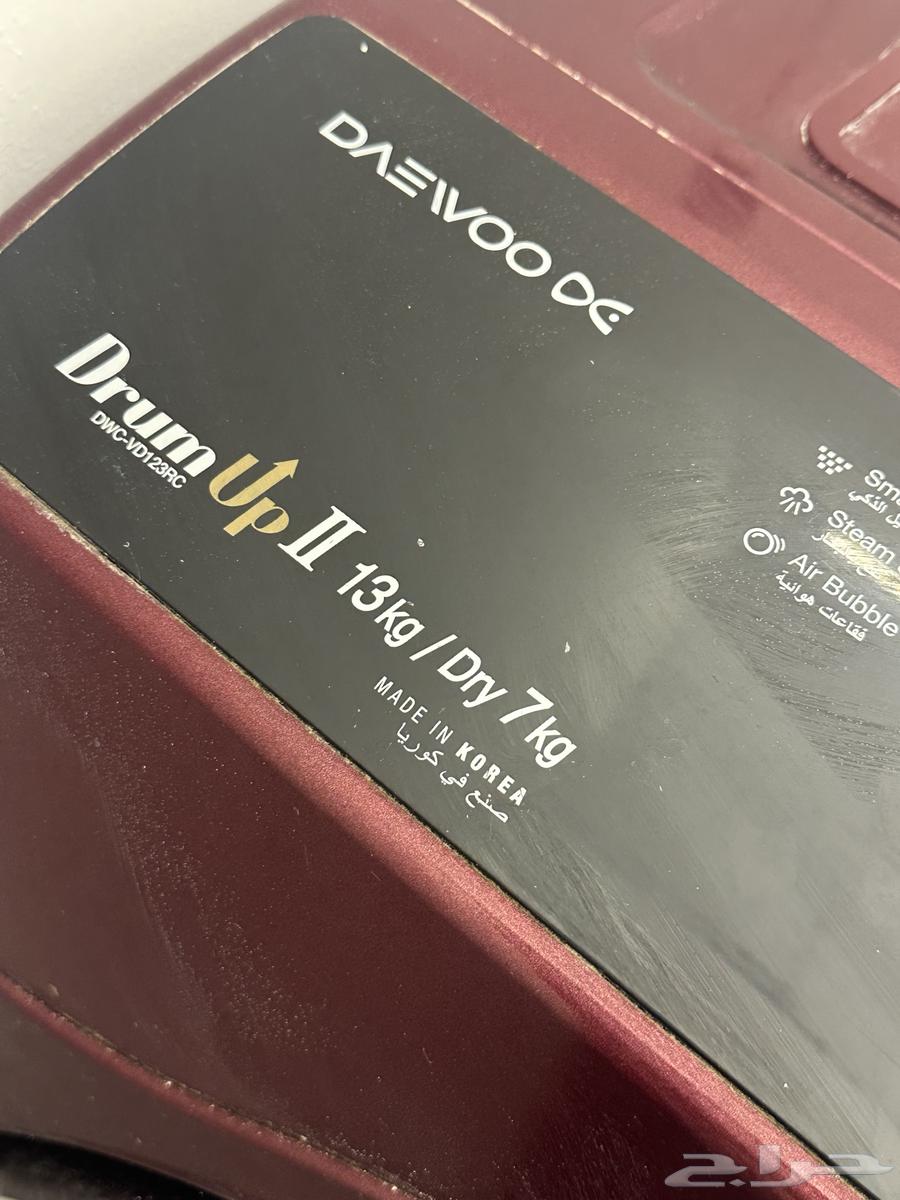 DAEWOO DE
Drum Up II 13kg / Dry 7kg
DWC-VD123RC
MADE IN KOREA
صنع في كوريا
Steam
Air Bubble
فقاعات هوائية
حراج